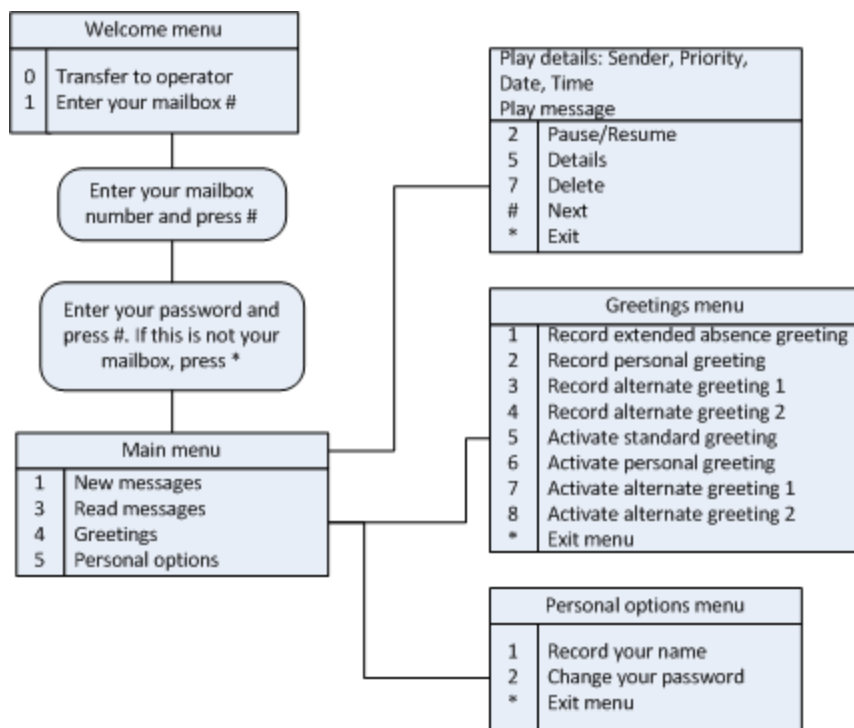 Welcome menu
0 Transfer to operator
1 Enter your mailbox #
Enter your mailbox
number and press #
Enter your password and
press #. If this is not your
mailbox, press *
Main menu
1 New messages
3 Read messages
4 Greetings
5 Personal options
Play details: Sender, Priority,
Date, Time
Play message
2 Pause/Resume
5 Details
7 Delete
# Next
* Exit
Greetings menu
1 Record extended absence greeting
2 Record personal greeting
3 Record alternate greeting 1
4 Record alternate greeting 2
5 Activate standard greeting
6 Activate personal greeting
7 Activate alternate greeting 1
8 Activate alternate greeting 2
* Exit menu
Personal options menu
1 Record your name
2 Change your password
* Exit menu